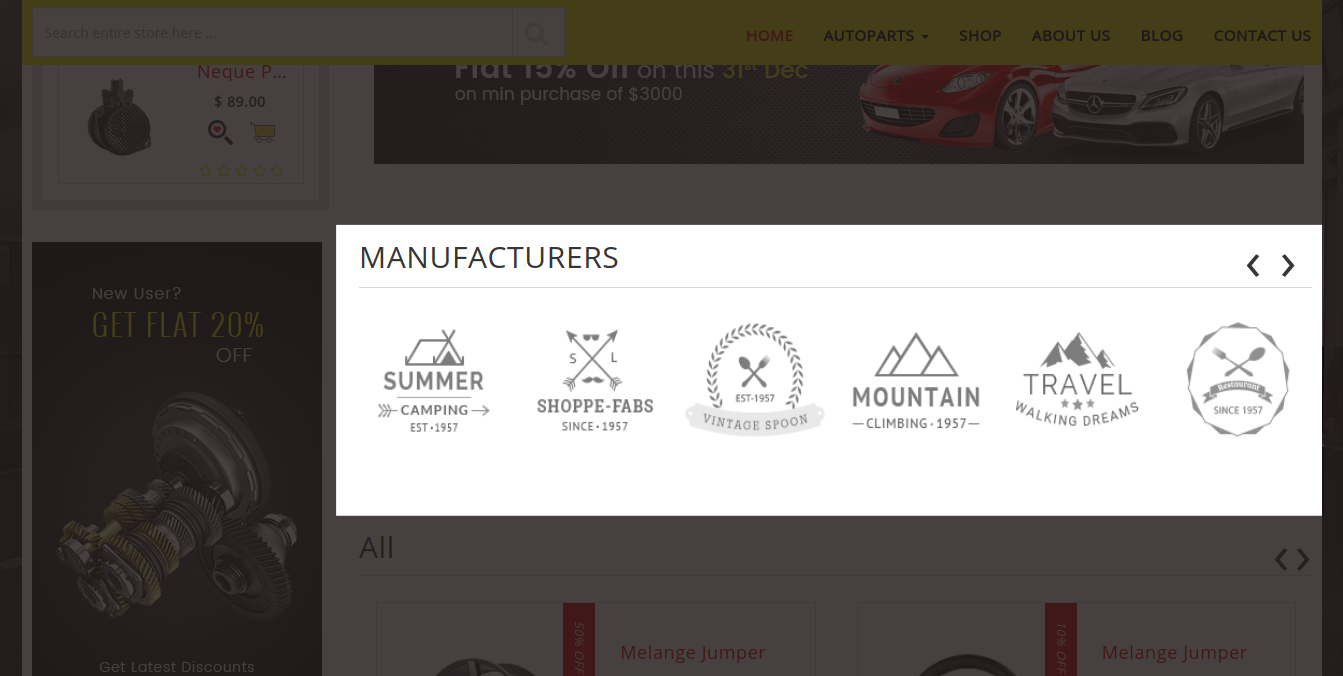 Search entire store here ...
HOME AUTOPARTS SHOP ABOUT US BLOG CONTACT US
Neque P...
$ 89.00
Flat 15% Off on this 31st Dec
on min purchase of $3000
New User?
GET FLAT 20%
OFF
Get Latest Discounts
MANUFACTURERS
SUMMER
CAMPING
EST•1957
S L
SHOPPE-FABS
SINCE•1957
EST-1957
VINTAGE SPOON
MOUNTAIN
CLIMBING•1957
TRAVEL
WALKING DREAMS
Restaurant
SINCE 1957
All
50% OFF
Melange Jumper
10% OFF
Melange Jumper